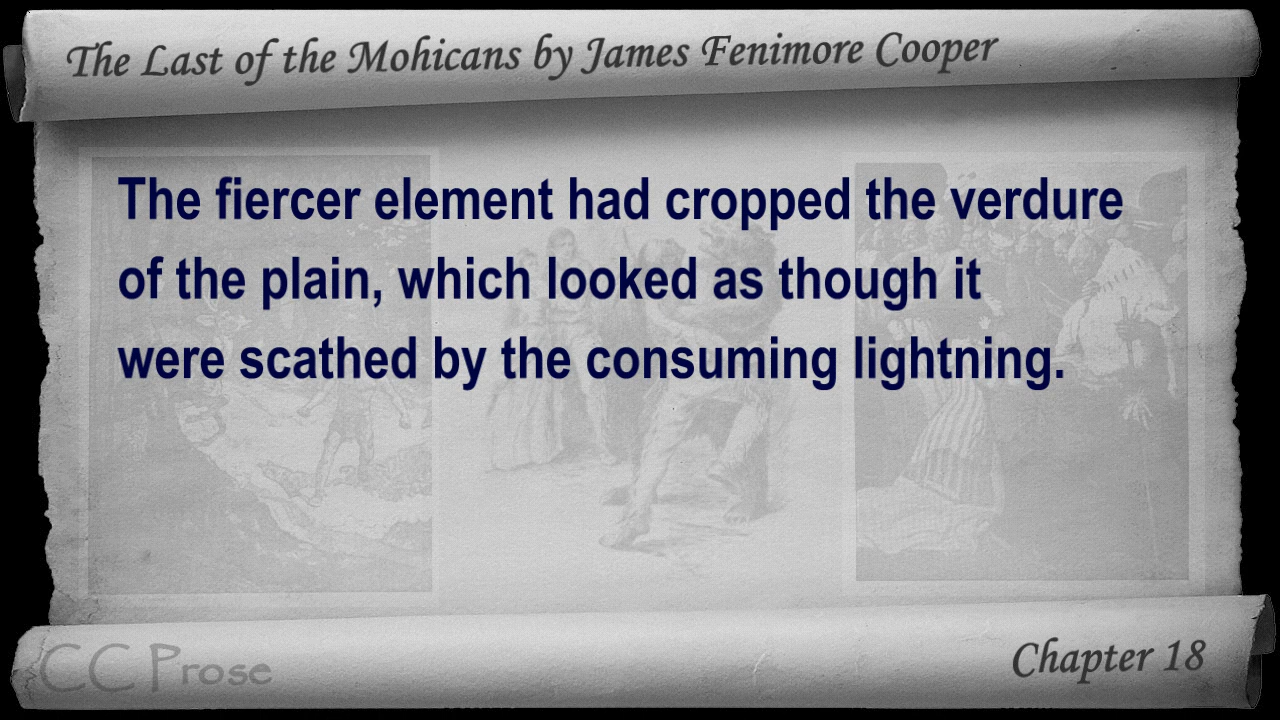 The Last of the Mohicans by James Fenimore Cooper
The fiercer element had cropped the verdure
of the plain, which looked as though it
were scathed by the consuming lightning.
CC Prose
Chapter 18